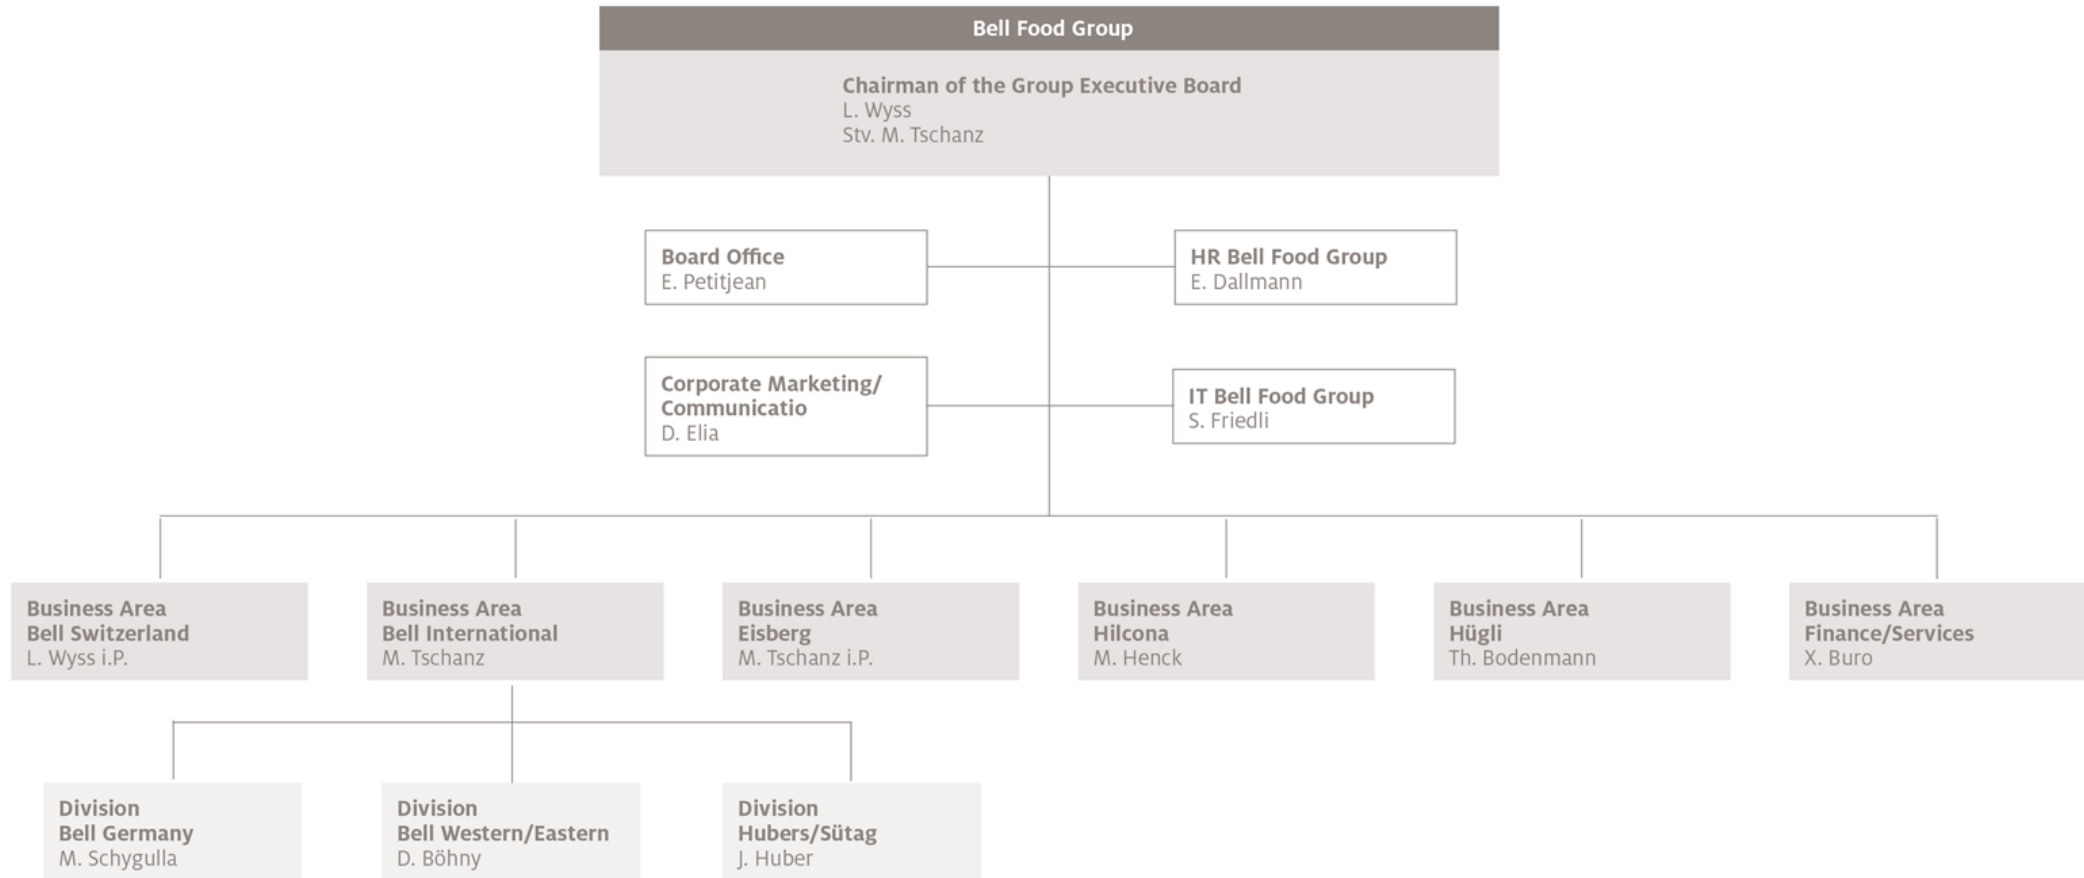 Bell Food Group
Chairman of the Group Executive Board
L. Wyss
Stv. M. Tschanz
Board Office
E. Petitjean
HR Bell Food Group
E. Dallmann
Corporate Marketing/
Communicatio
D. Elia
IT Bell Food Group
S. Friedli
Business Area
Bell Switzerland
L. Wyss i.P.
Business Area
Bell International
M. Tschanz
Business Area
Eisberg
M. Tschanz i.P.
Business Area
Hilcona
M. Henck
Business Area
Hügli
Th. Bodenmann
Business Area
Finance/Services
X. Buro
Division
Bell Germany
M. Schygulla
Division
Bell Western/Eastern
D. Böhny
Division
Hubers/Sütag
J. Huber